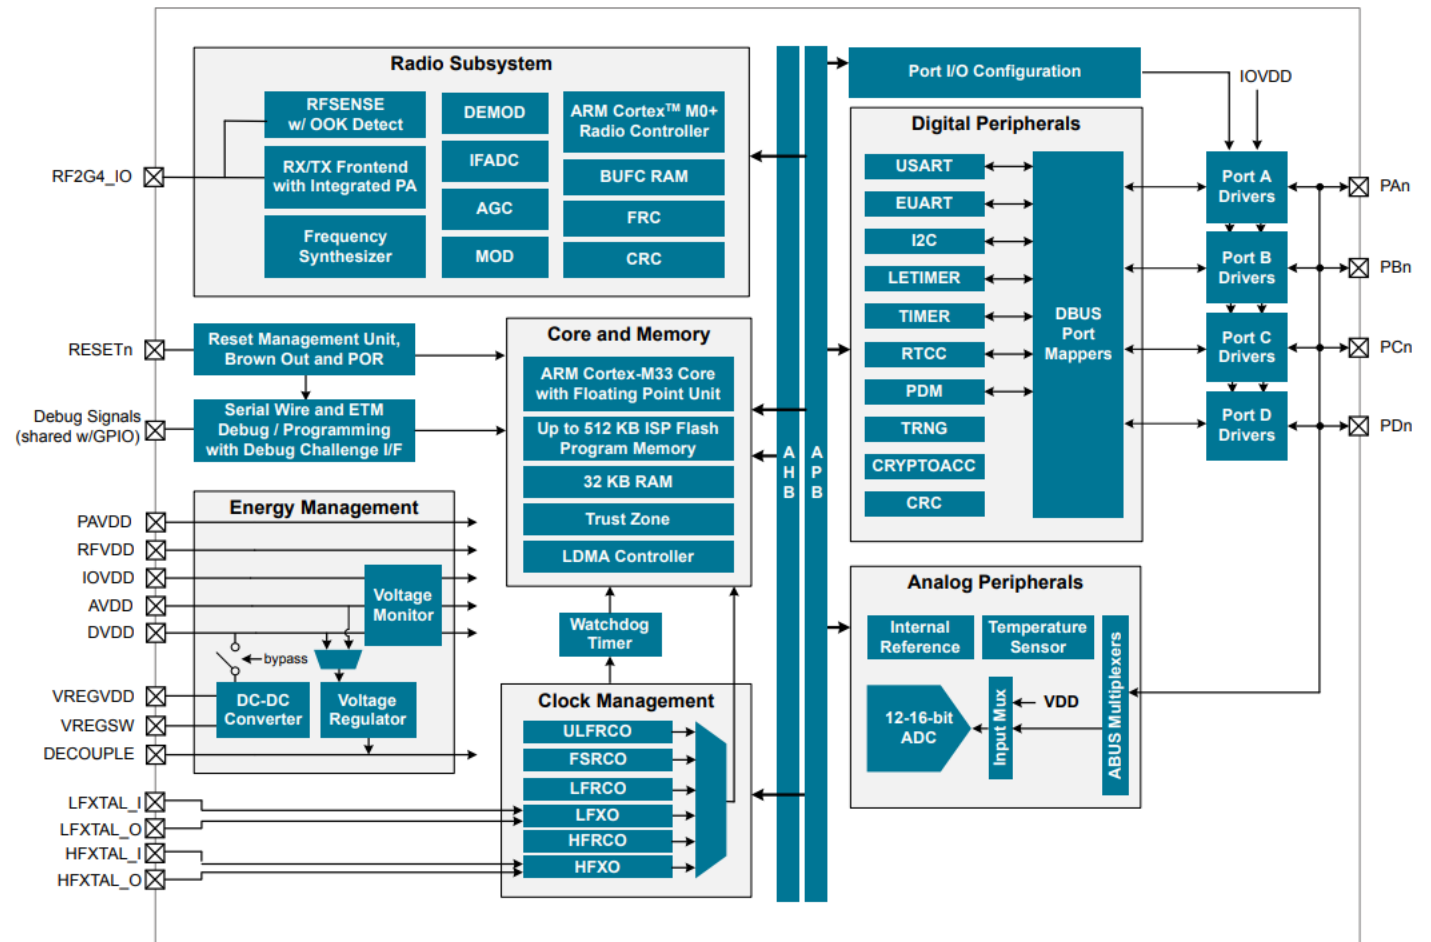 Radio Subsystem
RFSENSE
w/ OOK Detect
RX/TX Frontend
with Integrated PA
Frequency
Synthesizer
DEMOD
IFADC
AGC
MOD
ARM Cortex™ M0+
Radio Controller
BUFC RAM
FRC
CRC
RF2G4_IO
RESETn
Debug Signals
(shared w/GPIO)
Reset Management Unit,
Brown Out and POR
Serial Wire and ETM
Debug / Programming
with Debug Challenge I/F
Core and Memory
ARM Cortex-M33 Core
with Floating Point Unit
Up to 512 KB ISP Flash
Program Memory
32 KB RAM
Trust Zone
LDMA Controller
Watchdog
Timer
Energy Management
PAVDD
RFVDD
IOVDD
AVDD
DVDD
VREGVDD
VREGSW
DECOUPLE
Voltage
Monitor
bypass
DC-DC
Converter
Voltage
Regulator
LFXTAL_I
LFXTAL_O
HFXTAL_I
HFXTAL_O
Clock Management
ULFRCO
FSRCO
LFRCO
LFXO
HFRCO
HFXO
A
H
B
A
P
B
Port I/O Configuration
IOVDD
Digital Peripherals
USART
EUART
I2C
LETIMER
TIMER
RTCC
PDM
TRNG
CRYPTOACC
CRC
DBUS
Port
Mappers
Port A
Drivers
Port B
Drivers
Port C
Drivers
Port D
Drivers
PAn
PBn
PCn
PDn
Analog Peripherals
Internal
Reference
Temperature
Sensor
12-16-bit
ADC
Input Mux
VDD
ABUS Multiplexers